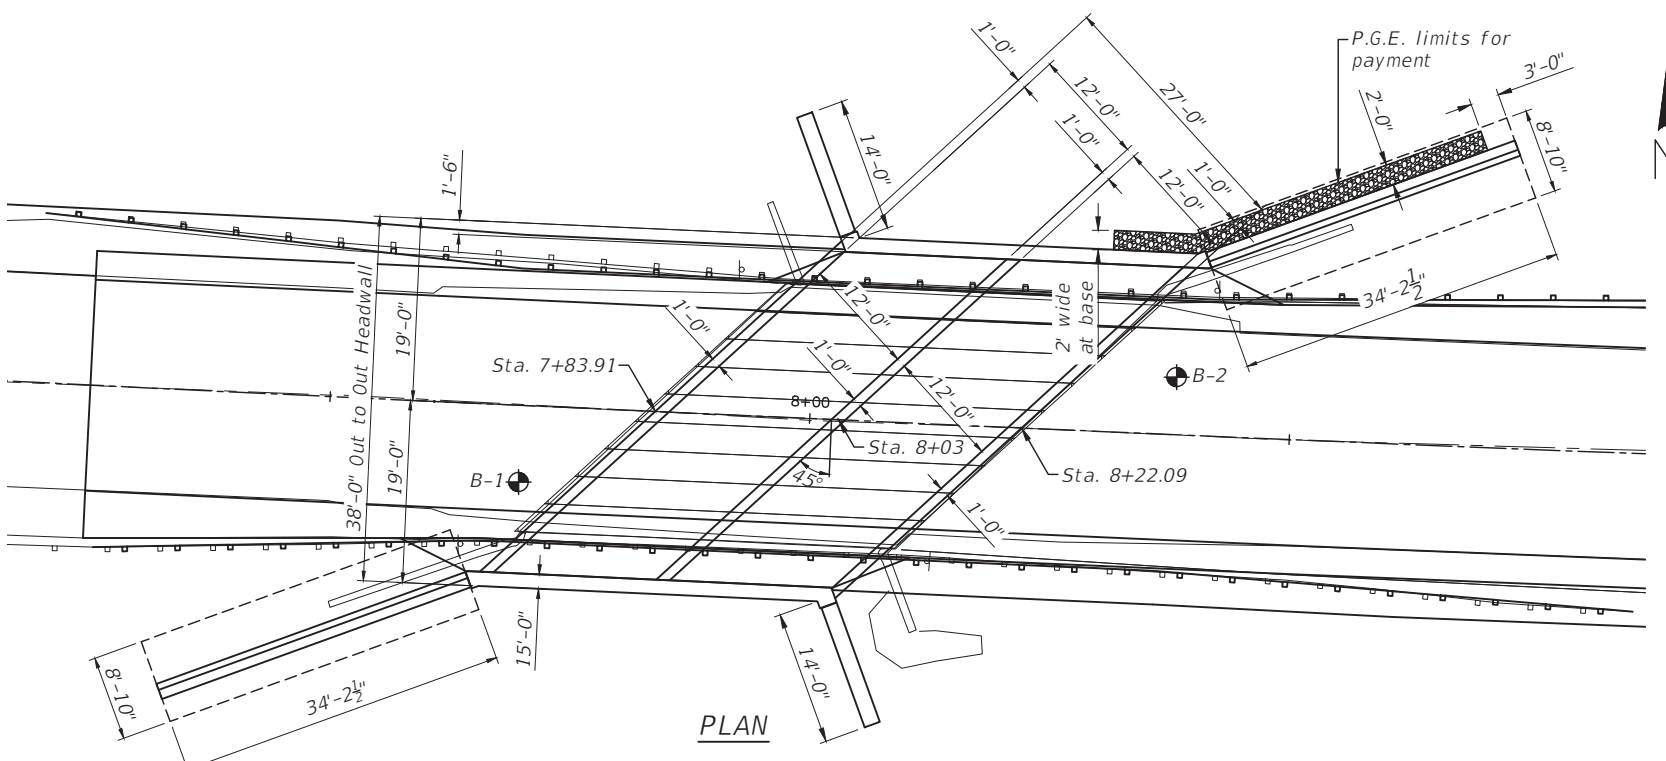 1'-0"
P.G.E. limits for
payment
3'-0"
12'-0"
27'-0"
2'-0"
1'-0"
8'-10"
14'-0"
1'-6"
1'-0"
12'-0"
38'-0" Out to Out Headwall
19'-0"
1'-0"
12'-0"
2' wide
at base
34'-2 1/2"
Sta. 7+83.91
1'-0"
8+00
12'-0"
B-2
Sta. 8+03
Sta. 8+22.09
45°
19'-0"
B-1
1'-0"
15'-0"
8'-10"
34'-2 1/2"
14'-0"
PLAN
N